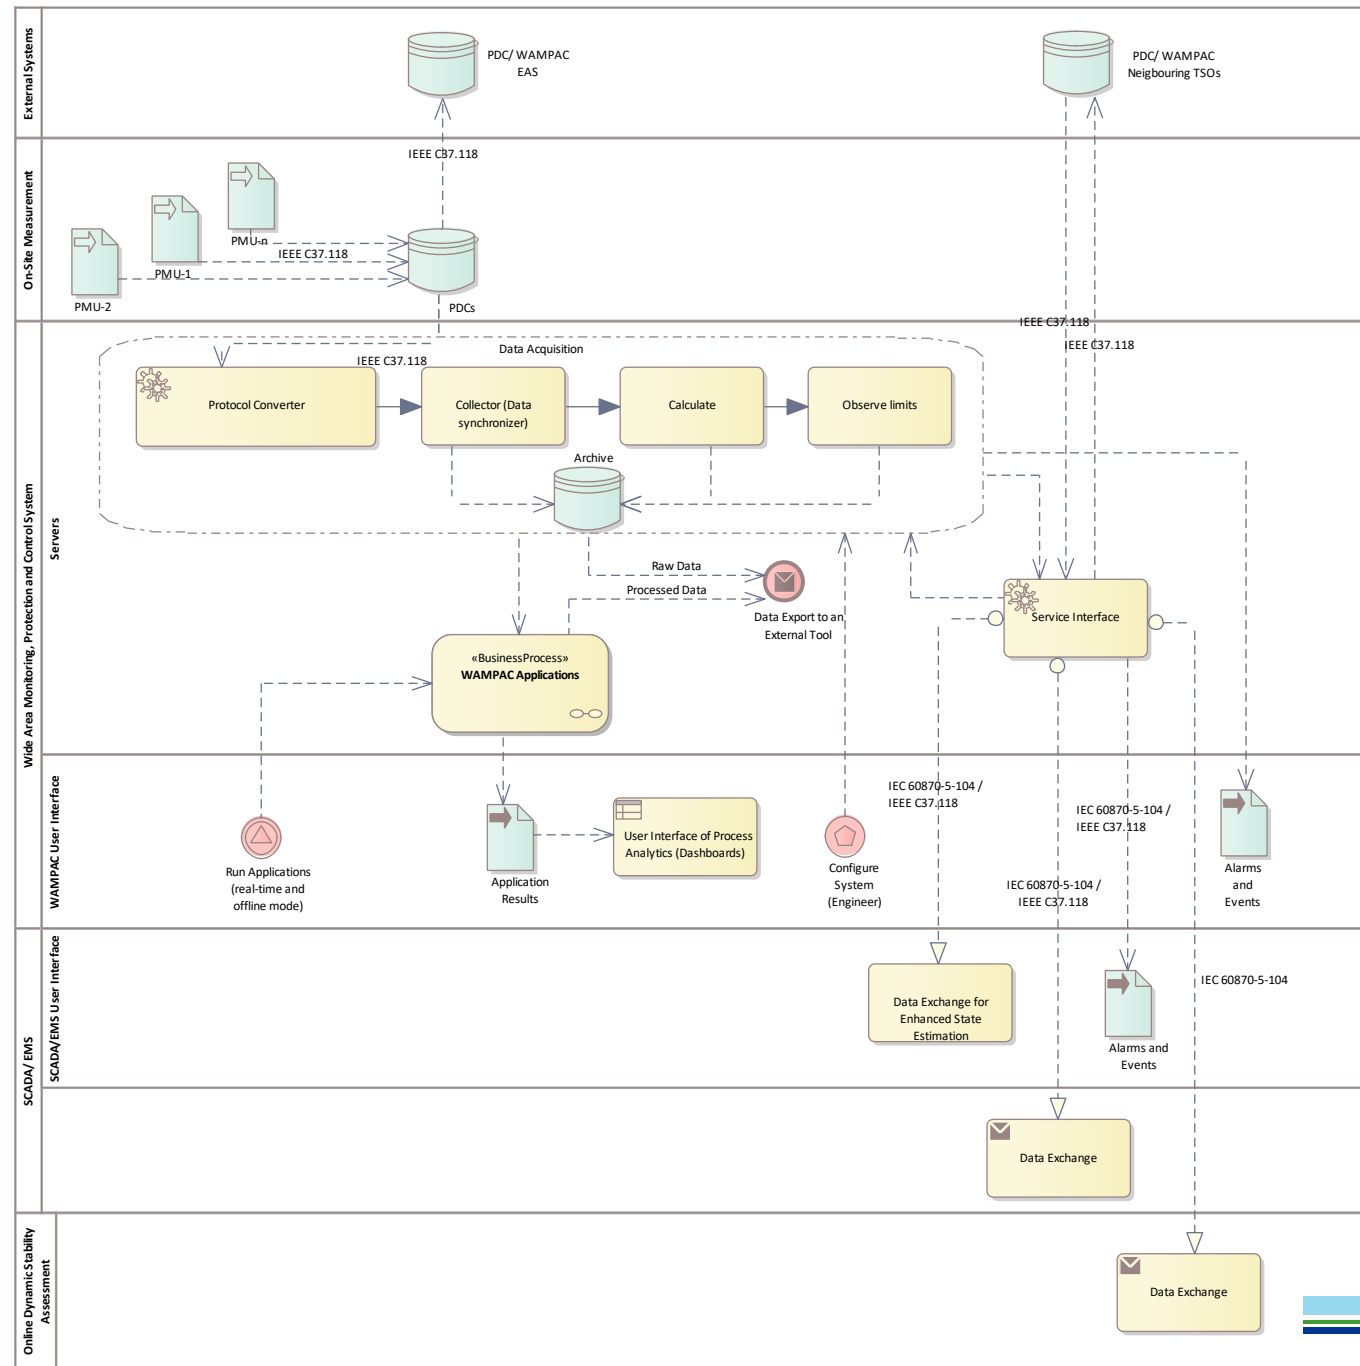 External Systems
PDC/ WAMPAC
EAS
PDC/ WAMPAC
Neighbouring TSOs
IEEE C37.118
On-Site Measurement
PMU-n
IEEE C37.118
PMU-1
PMU-2
PDCs
IEEE C37.118
IEEE C37.118
Wide Area Monitoring, Protection and Control System
Servers
Data Acquisition
IEEE C37.118
Protocol Converter
Collector (Data
synchronizer)
Calculate
Observe limits
Archive
Raw Data
Processed Data
Data Export to an
External Tool
Service Interface
«BusinessProcess»
WAMPAC Applications
WAMPAC User Interface
IEC 60870-5-104 /
IEEE C37.118
IEC 60870-5-104 /
IEEE C37.118
User Interface of Process
Analytics (Dashboards)
Run Applications
(real-time and
offline mode)
Application
Results
Configure
System
(Engineer)
IEC 60870-5-104 /
IEEE C37.118
Alarms
and
Events
SCADA/ EMS
SCADA/EMS User Interface
IEC 60870-5-104
Data Exchange for
Enhanced State
Estimation
Alarms and
Events
Data Exchange
Online Dynamic Stability
Assessment
Data Exchange